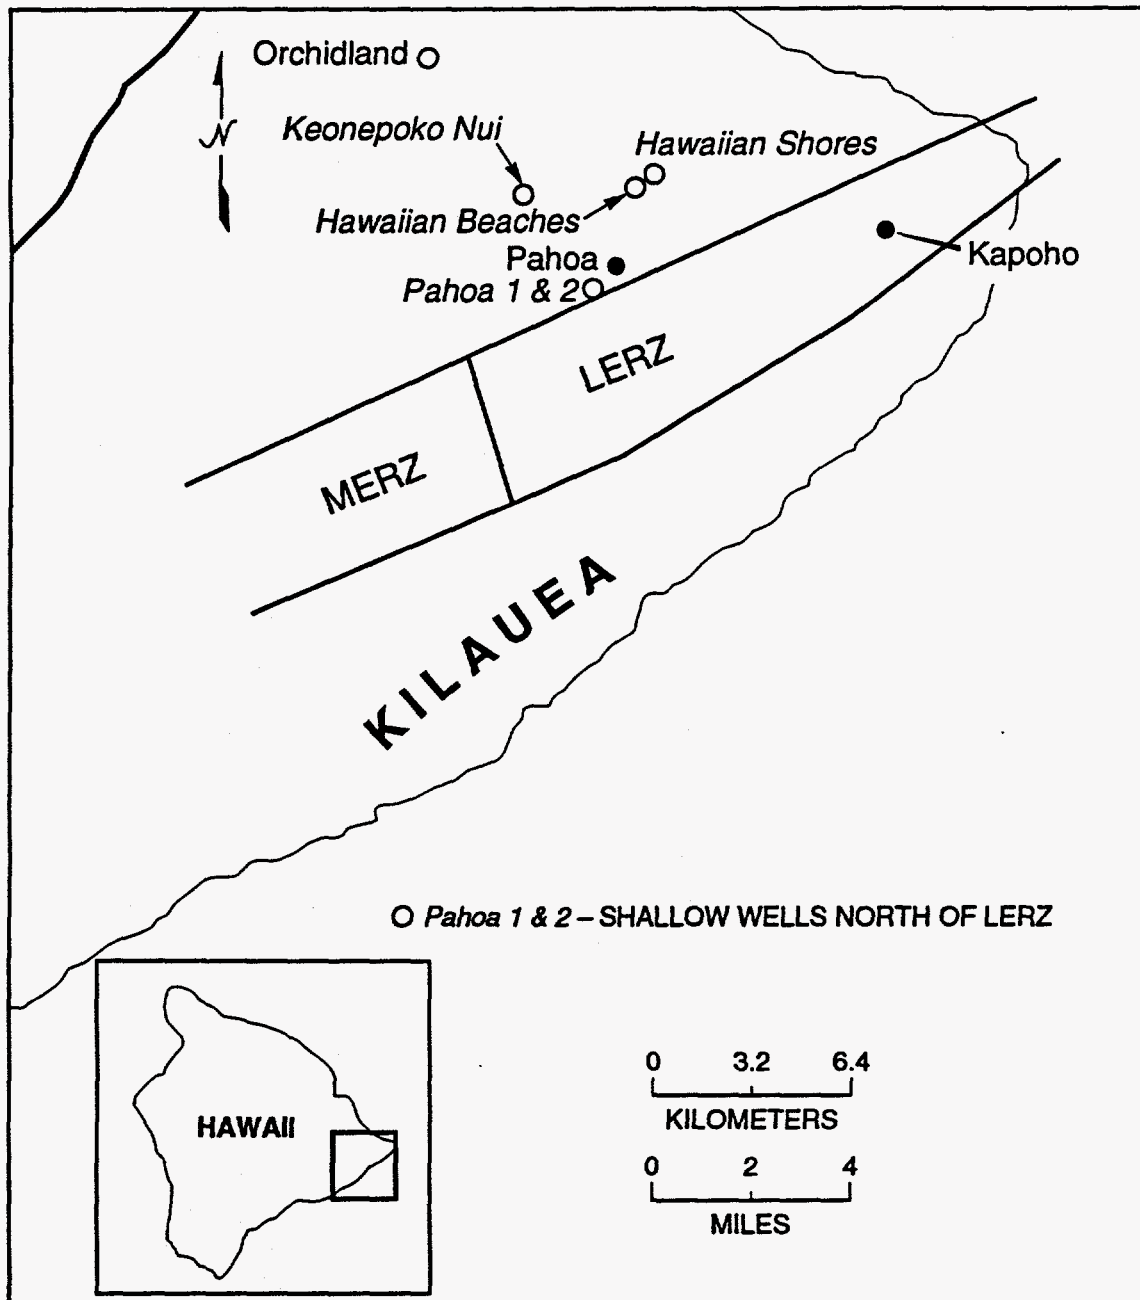 Orchidland
N
Keonepoko Nui
Hawaiian Shores
Hawaiian Beaches
Pahoa
Kapoho
Pahoa 1 & 2
LERZ
MERZ
KILAUEA
Pahoa 1 & 2 – SHALLOW WELLS NORTH OF LERZ
HAWAII
0 3.2 6.4
KILOMETERS
0 2 4
MILES